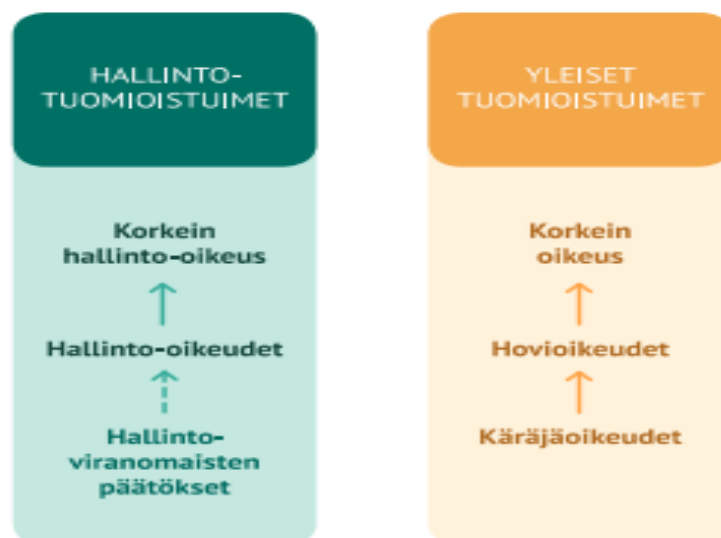 HALLINTO-
TUOMIOISTUIMET
Korkein
hallinto-oikeus
Hallinto-oikeudet
Hallinto-
viranomaisten
päätökset
YLEISET
TUOMIOISTUIMET
Korkein
oikeus
Hovioikeudet
Käräjäoikeudet